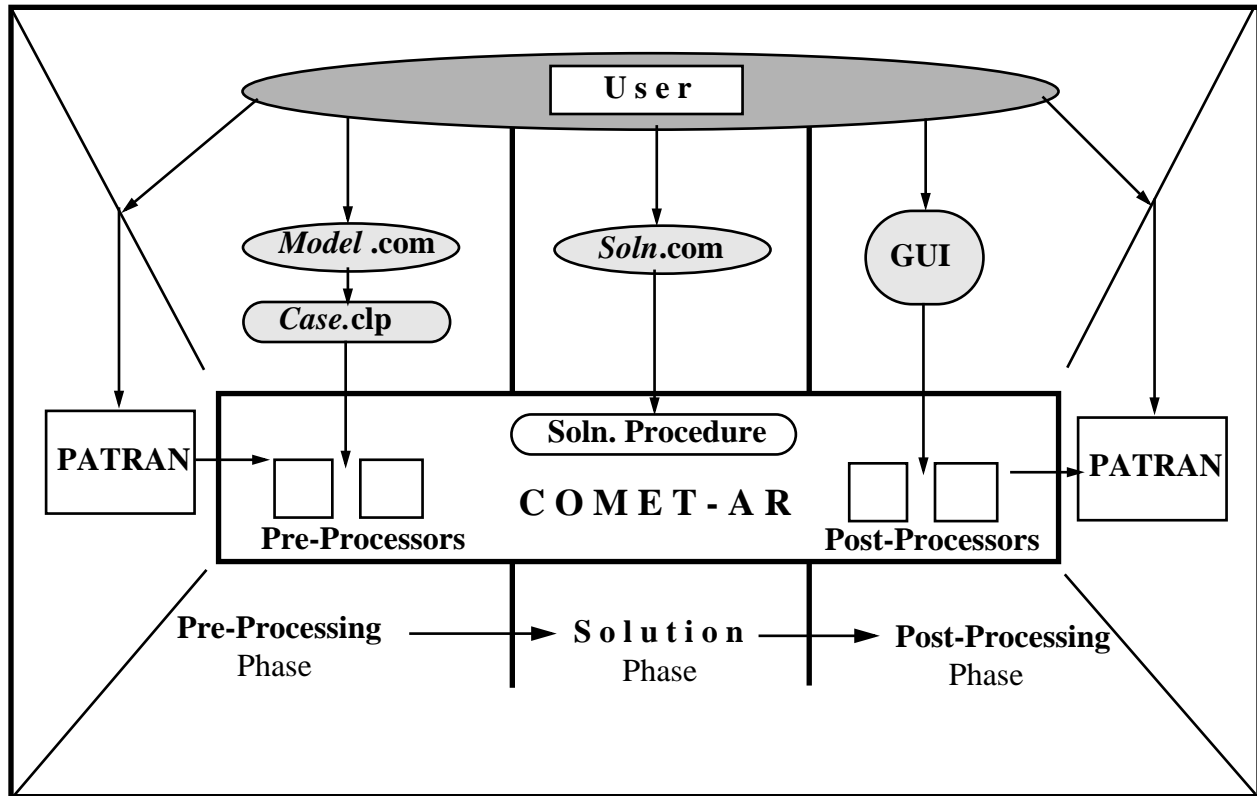 User
Model .com
Soln.com
GUI
Case.clp
Soln. Procedure
PATRAN
PATRAN
COMET-AR
Pre-Processors
Post-Processors
Pre-Processing
Phase
Solution
Phase
Post-Processing
Phase